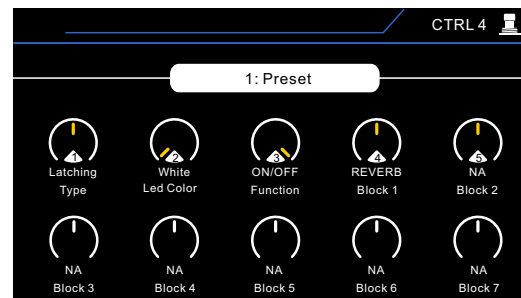 CTRL 4
1: Preset
1 2 3 4 5
Latching White ON/OFF REVERB NA
Type Led Color Function Block 1 Block 2
NA NA NA NA NA
Block 3 Block 4 Block 5 Block 6 Block 7